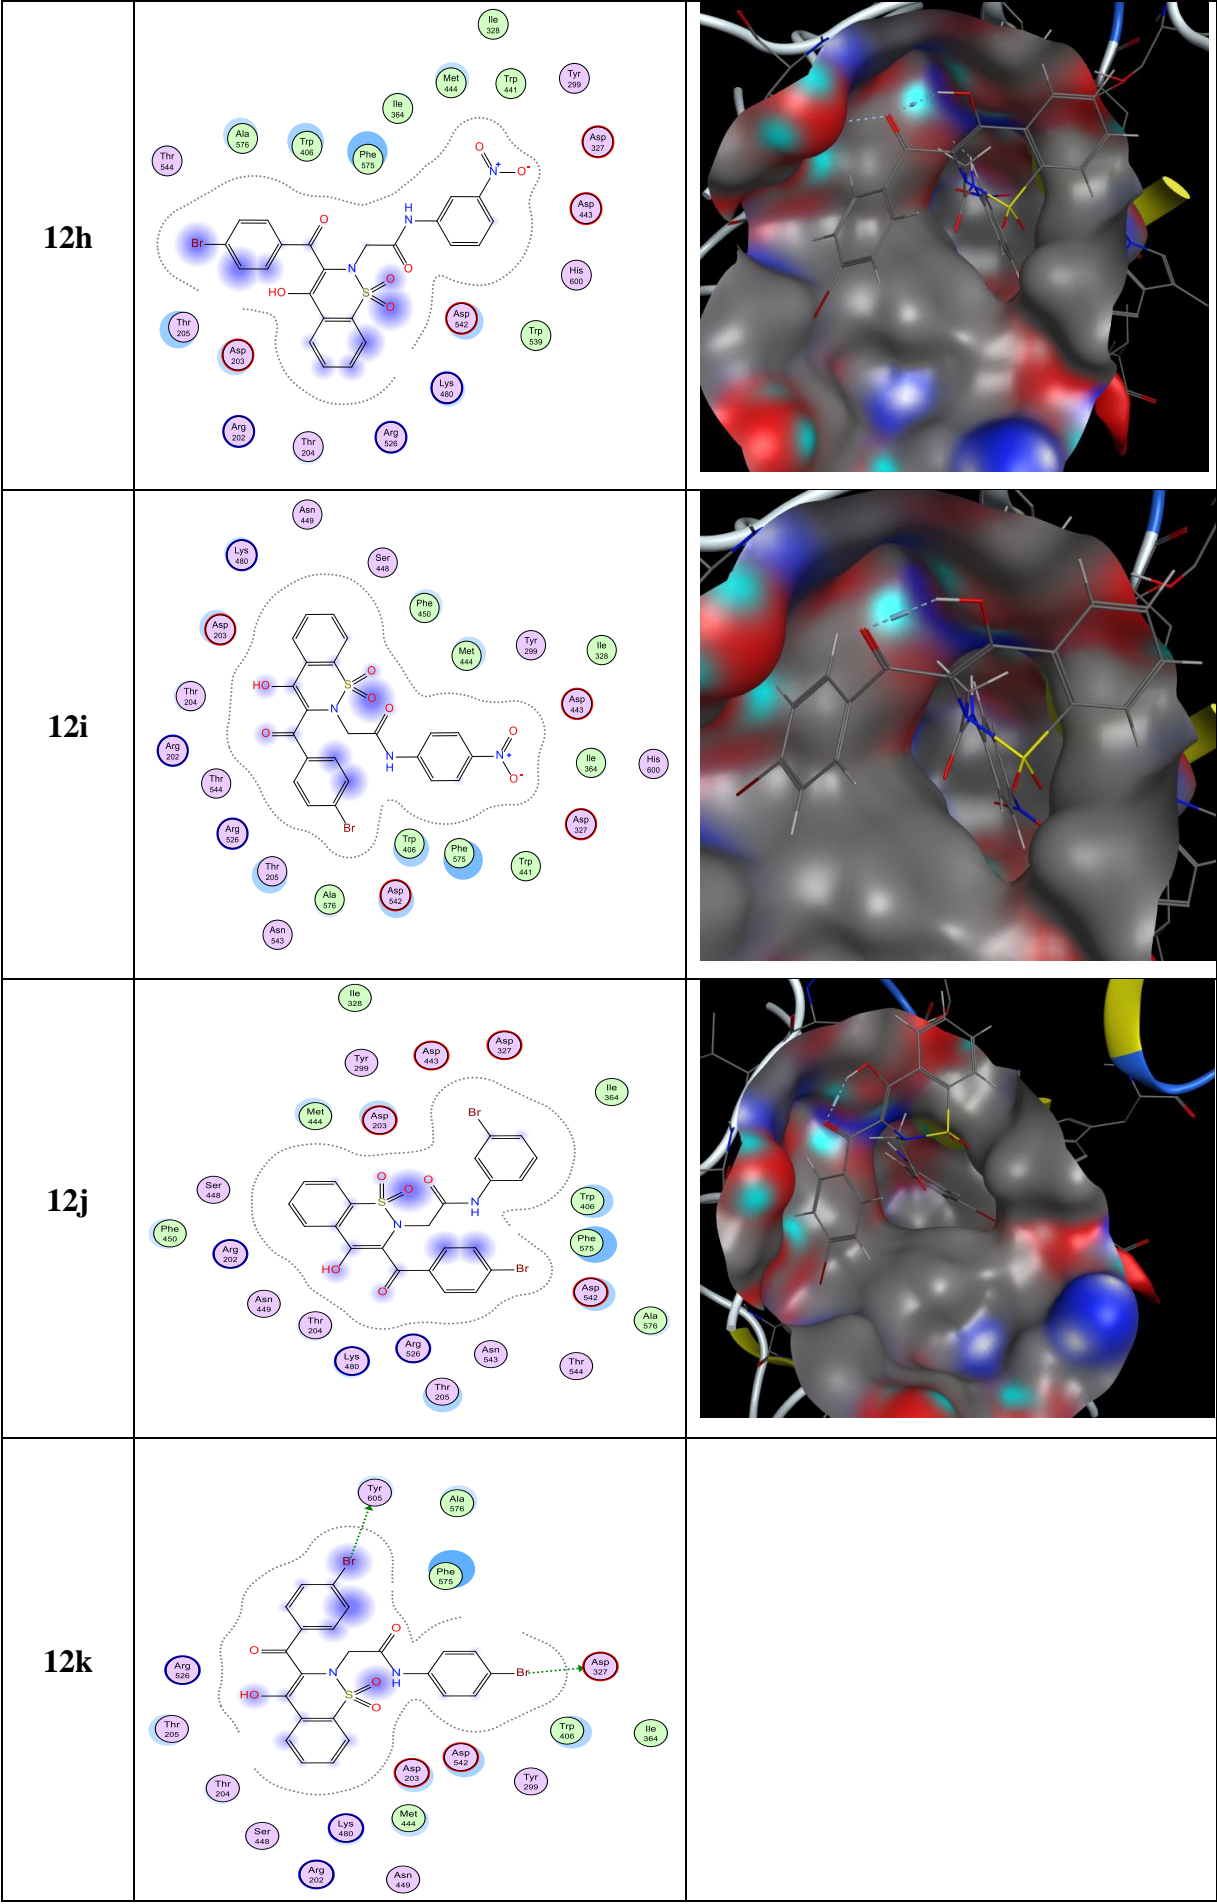 12h
Ile
328
Met
444
Trp
441
Tyr
299
Ile
364
Ala
576
Trp
406
Phe
575
Asp
327
Thr
544
O
N+
O-
H
N
Asp
443
O
Br
N
O
O
HO
S
O
His
600
Thr
205
Asp
203
Asp
542
Trp
539
Lys
480
Arg
202
Thr
204
Arg
526
12i
Asn
449
Lys
480
Ser
448
Phe
450
Asp
203
Tyr
299
Ile
328
Met
444
O
HO
S
O
Thr
204
N
O
Asp
443
O
O
Arg
202
N
H
N+
O-
Ile
364
His
600
Thr
544
Br
Arg
526
Asp
327
Trp
406
Phe
575
Trp
441
Thr
205
Ala
576
Asp
542
Asn
543
12j
Ile
328
Asp
443
Asp
327
Tyr
299
Ile
364
Met
444
Asp
203
Br
O
O
S
O
Ser
448
N
N
H
Trp
406
Phe
450
Arg
202
Phe
575
HO
O
Br
Asn
449
Asp
542
Thr
204
Ala
576
Lys
480
Arg
526
Asn
543
Thr
544
Thr
205
12k
Tyr
605
Ala
576
Br
Phe
575
O
O
Arg
526
N
N
H
Br
Asp
327
HO
S
O
O
Thr
205
Trp
406
Ile
364
Asp
203
Asp
542
Tyr
299
Thr
204
Met
444
Ser
448
Lys
480
Arg
202
Asn
449